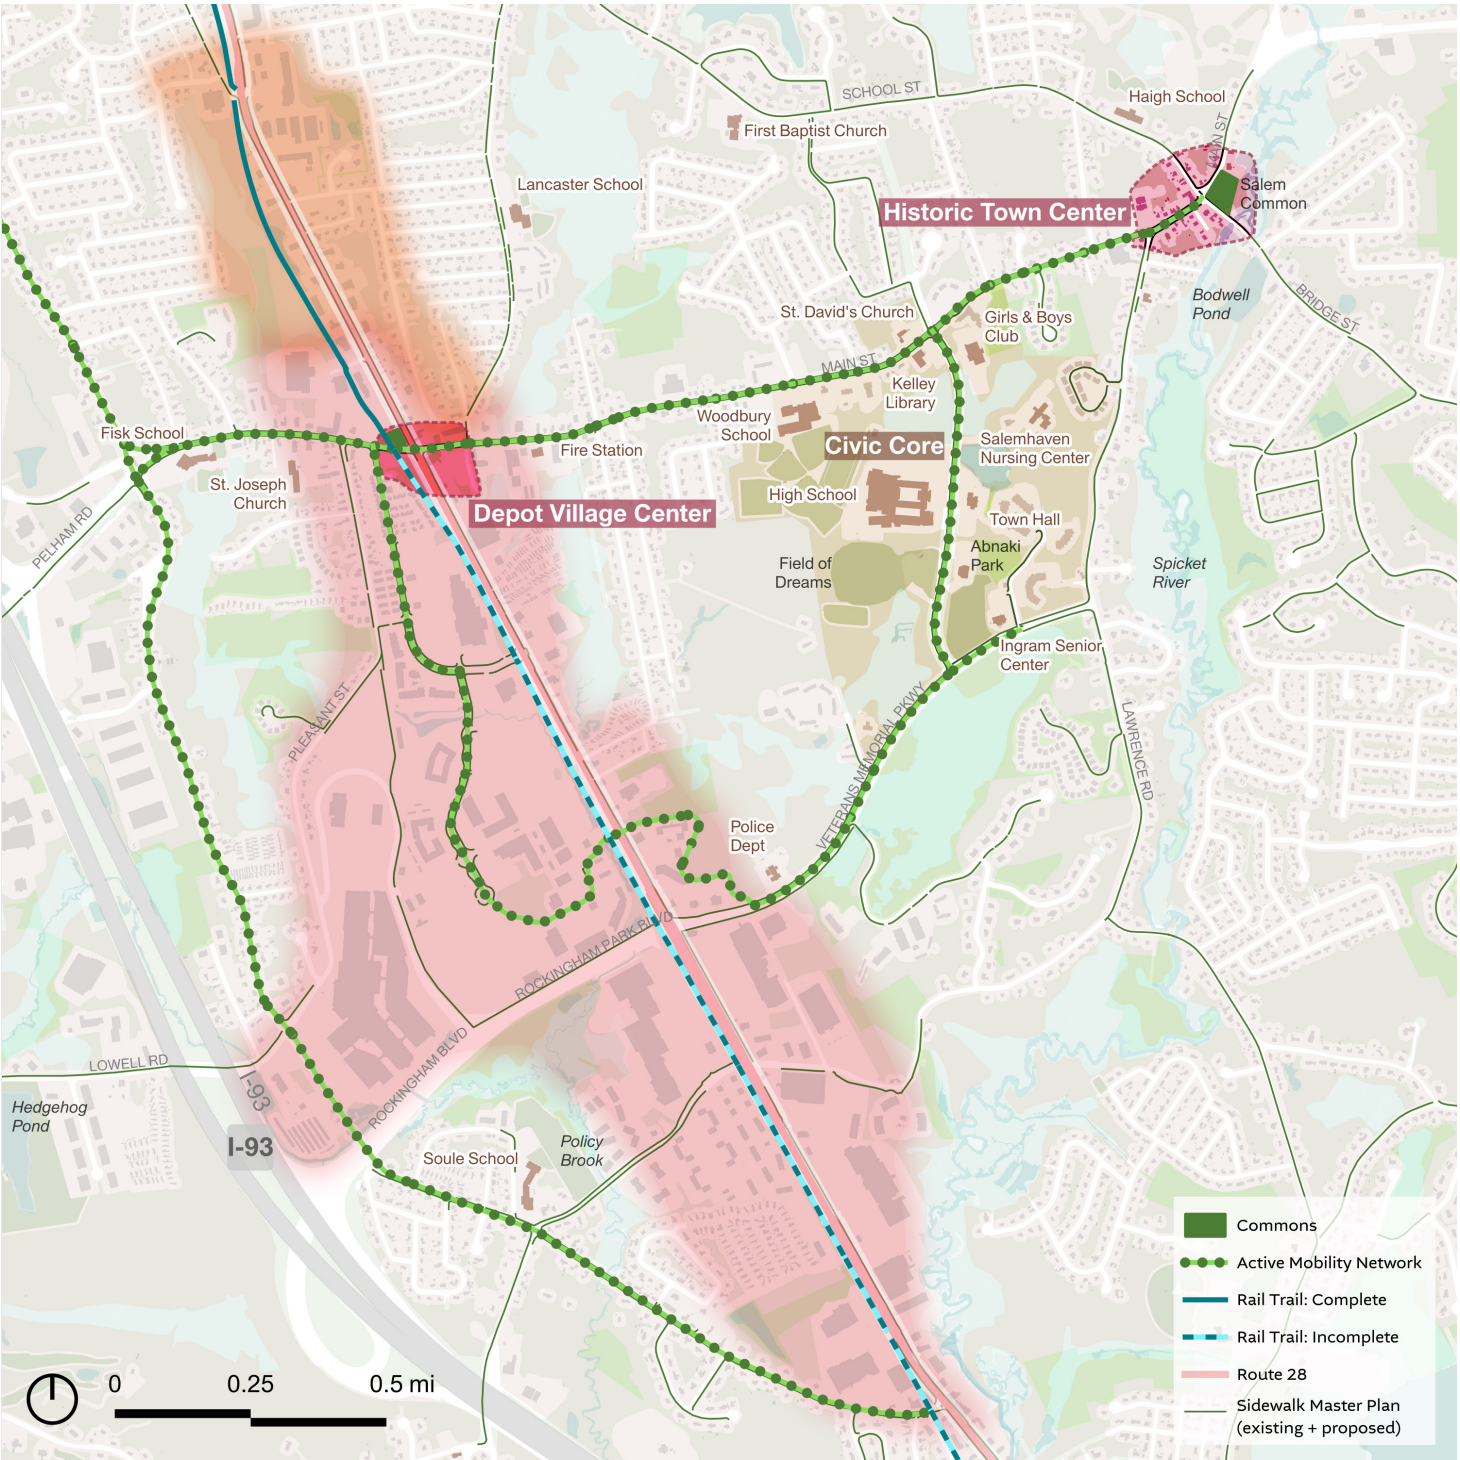 SCHOOL ST
Haigh School
First Baptist Church
MAIN ST
Lancaster School
Salem
Common
Historic Town Center
Bodwell
Pond
BRIDGE ST
St. David's Church
Girls & Boys
Club
MAIN ST
Kelley
Library
Woodbury
School
Fisk School
Fire Station
Civic Core
Salemhaven
Nursing Center
St. Joseph
Church
High School
Depot Village Center
Town Hall
PELHAM RD
Abnaki
Park
Field of
Dreams
Spicket
River
Ingram Senior
Center
PLEASANT ST
VETERANS MEMORIAL PKWY
LAWRENCE RD
Police
Dept
ROCKINGHAM PARK BLVD
LOWELL RD
I-93
ROCKINGHAM BLVD
Hedgehog
Pond
I-93
Policy
Brook
Soule School
Commons
Active Mobility Network
Rail Trail: Complete
Rail Trail: Incomplete
Route 28
Sidewalk Master Plan
(existing + proposed)
0 0.25 0.5 mi